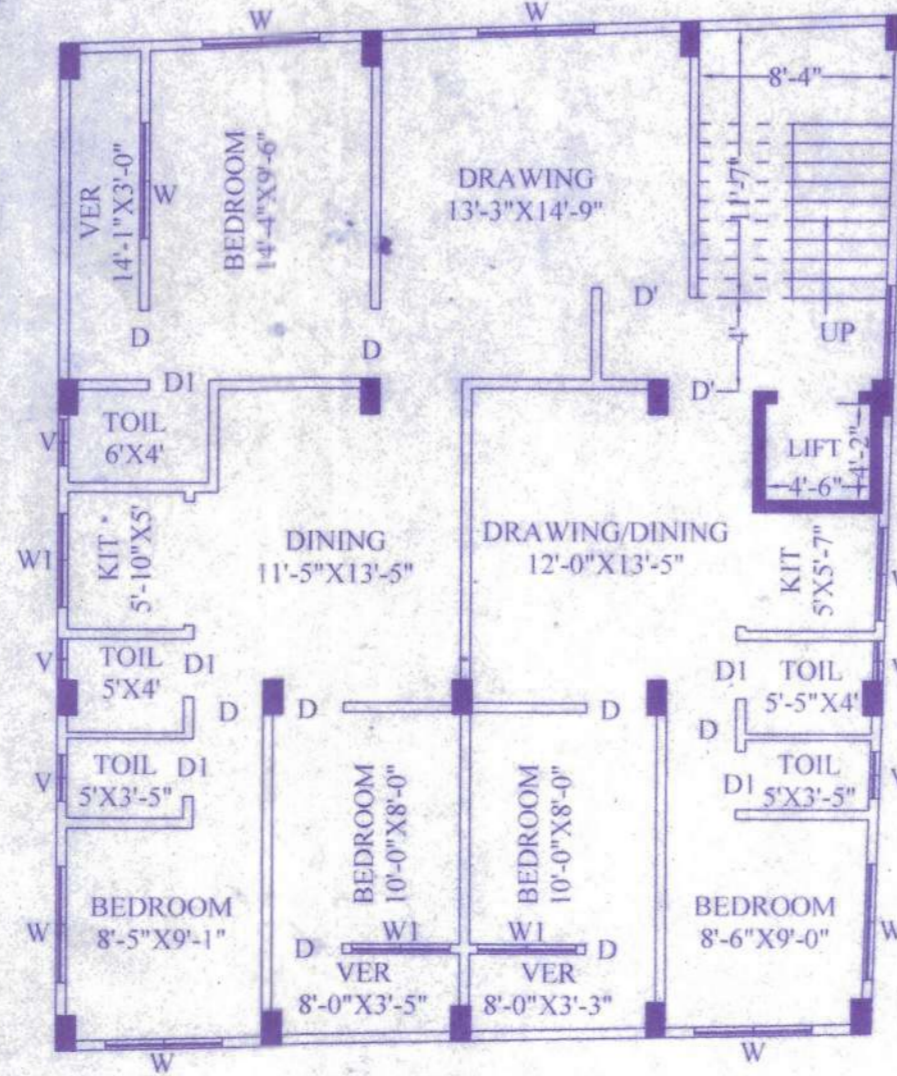 W
W
8'-4"
VER
14'-1"X3'-0"
W
BEDROOM
14'-4"X9'-6"
DRAWING
13'-3"X14'-9"
11'-7"
D
D
D'
4'
UP
D1
D'
TOIL
6'X4'
V
LIFT
4'-2"
4'-6"
W1
KIT
5'-10"X5'
DINING
11'-5"X13'-5"
DRAWING/DINING
12'-0"X13'-5"
KIT
5'X5'-7"
V
TOIL
5'X4'
D1
D1
TOIL
5'-5"X4'
D
D
D
D
V
TOIL
5'X3'-5"
D1
D1
TOIL
5'X3'-5"
BEDROOM
10'-0"X8'-0"
BEDROOM
10'-0"X8'-0"
W
BEDROOM
8'-5"X9'-1"
BEDROOM
8'-6"X9'-0"
W
D
W1
W1
D
VER
8'-0"X3'-5"
VER
8'-0"X3'-3"
W
W